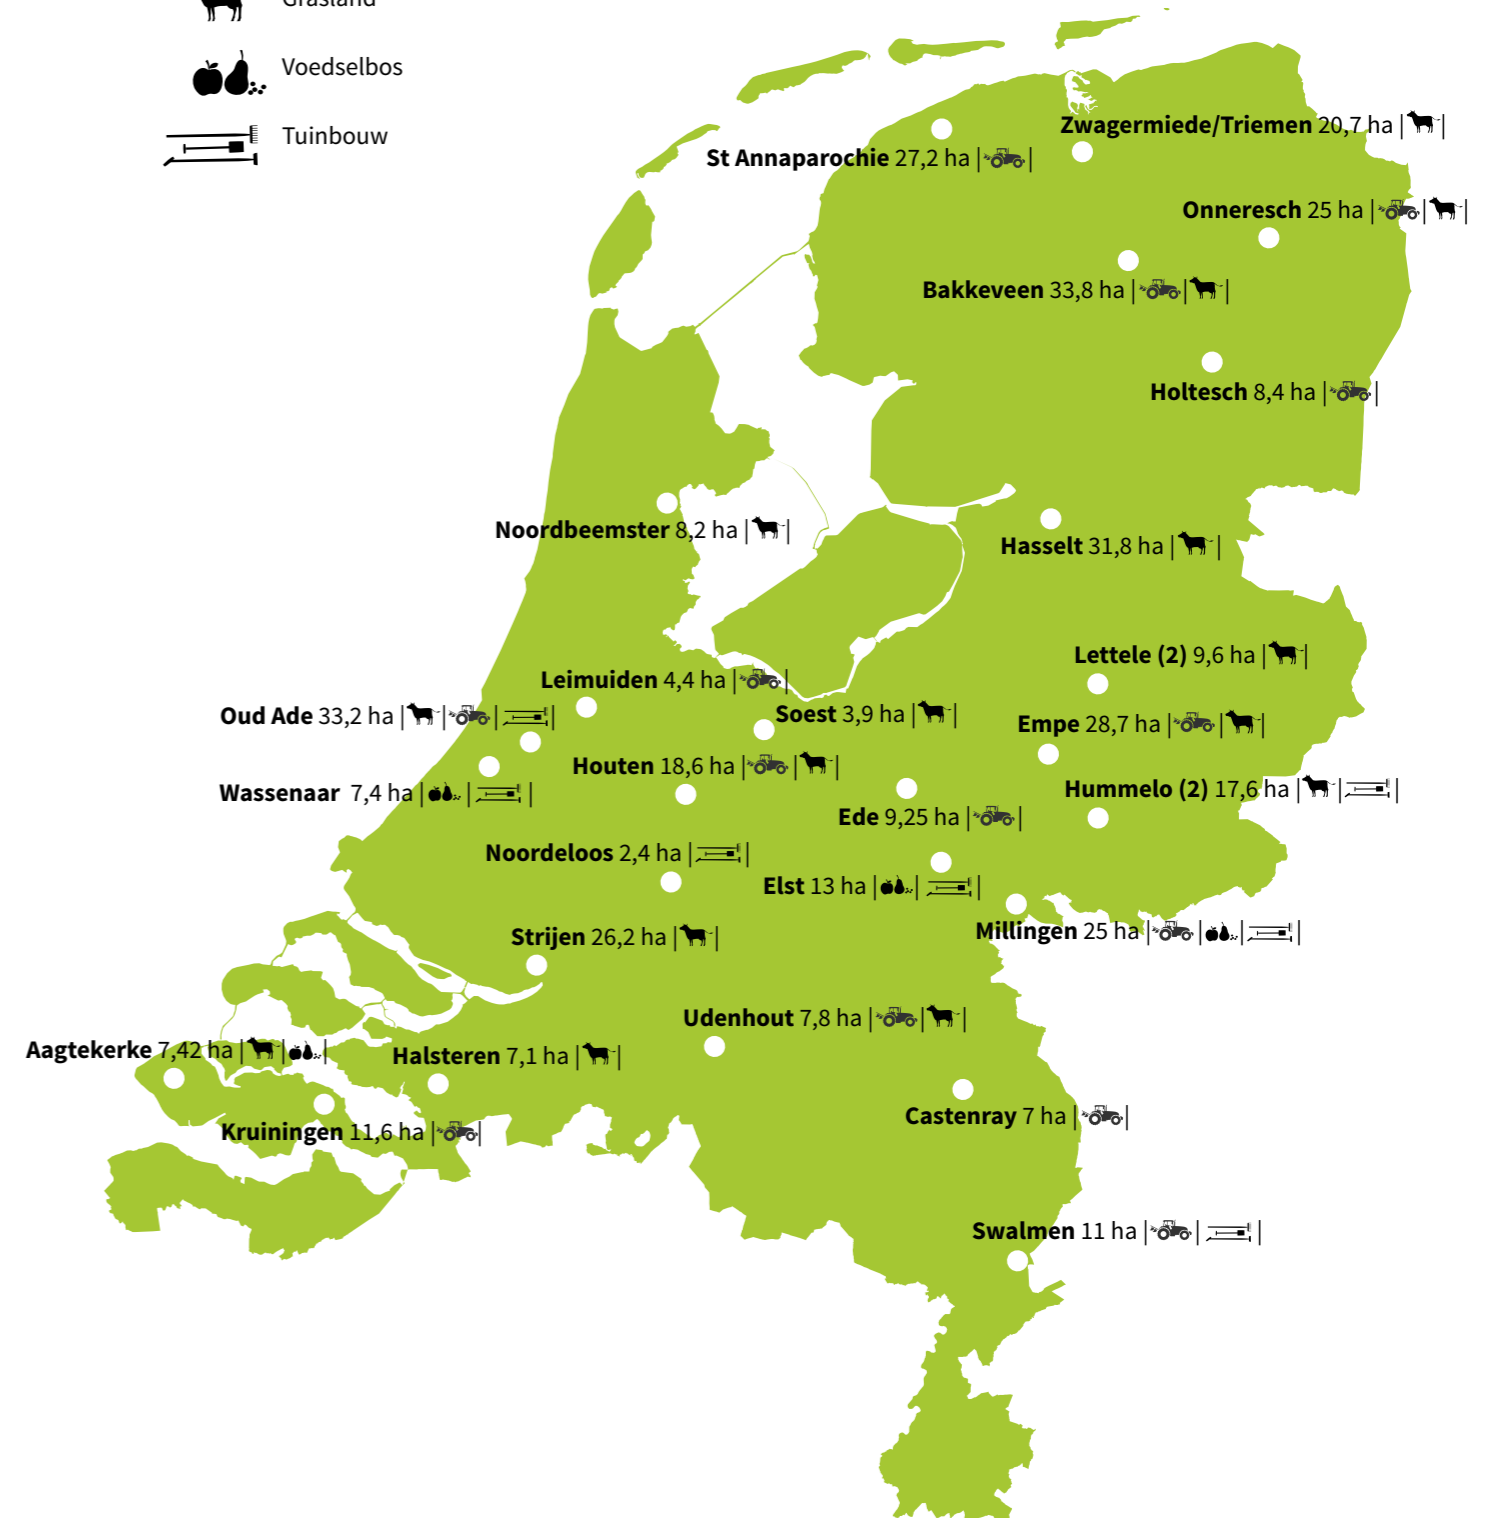 Grasland
Voedselbos
Tuinbouw
Zwagermiede/Triemen 20,7 ha
St Annaparochie 27,2 ha
Onneresch 25 ha
Bakkeveen 33,8 ha
Holtesch 8,4 ha
Noordbeemster 8,2 ha
Hasselt 31,8 ha
Lettele (2) 9,6 ha
Leimuiden 4,4 ha
Oud Ade 33,2 ha
Soest 3,9 ha
Empe 28,7 ha
Houten 18,6 ha
Wassenaar 7,4 ha
Hummelo (2) 17,6 ha
Ede 9,25 ha
Noordeloos 2,4 ha
Elst 13 ha
Millingen 25 ha
Strijen 26,2 ha
Udenhout 7,8 ha
Aagtekerke 7,42 ha
Halsteren 7,1 ha
Castenray 7 ha
Kruiningen 11,6 ha
Swalmen 11 ha